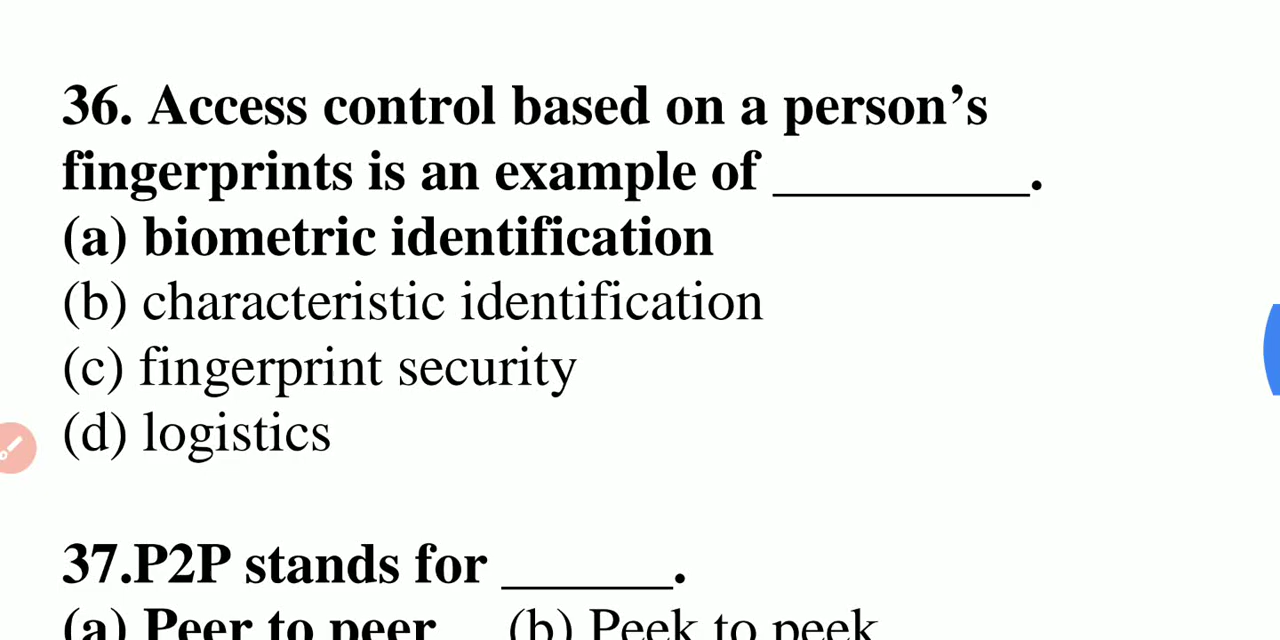 36. Access control based on a person’s
fingerprints is an example of __________.
(a) biometric identification
(b) characteristic identification
(c) fingerprint security
(d) logistics
37.P2P stands for ______.
(a) Peer to peer (b) Peek to peek